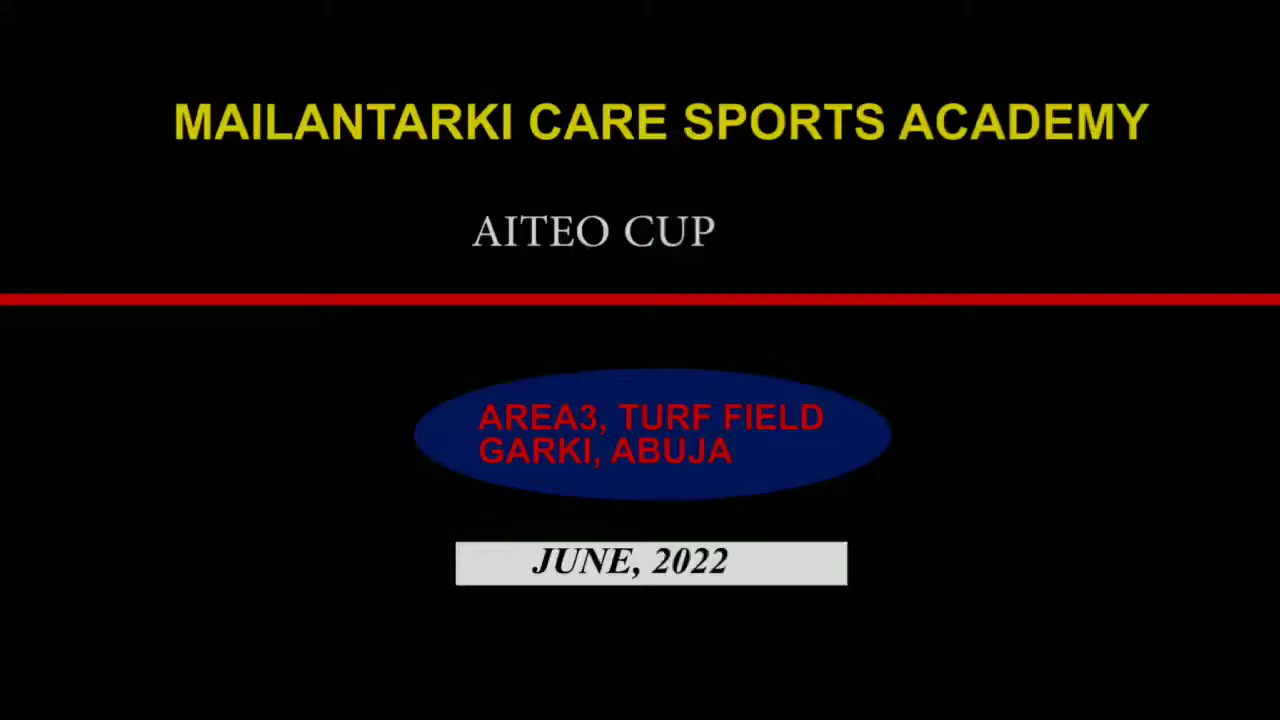 MAILANTARKI CARE SPORTS ACADEMY
AITEO CUP
AREA3, TURF FIELD
GARKI, ABUJA
JUNE, 2022